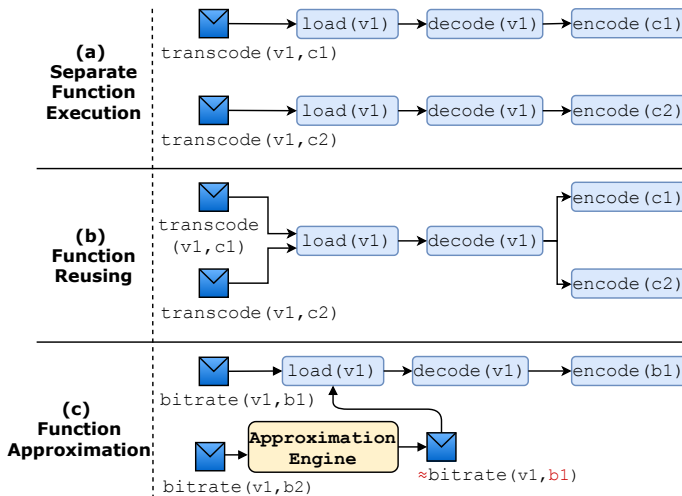 (a)
Separate
Function
Execution
load(v1)
decode(v1)
encode(c1)
transcode(v1,c1)
load(v1)
decode(v1)
encode(c2)
transcode(v1,c2)
(b)
Function
Reusing
transcode
(v1,c1)
load(v1)
decode(v1)
encode(c1)
encode(c2)
transcode(v1,c2)
(c)
Function
Approximation
load(v1)
decode(v1)
encode(b1)
bitrate(v1,b1)
Approximation
Engine
bitrate(v1,b2)
≈bitrate(v1,b1)